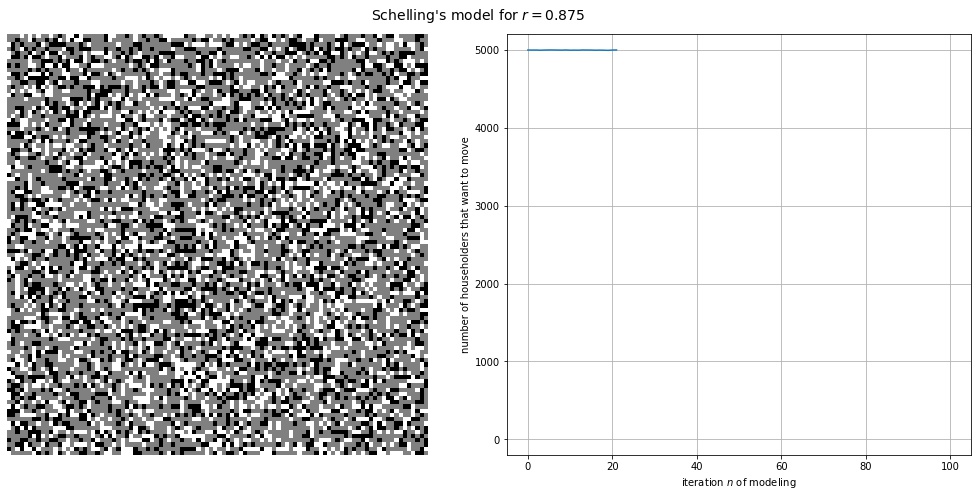 Schelling's model for r = 0.875
number of householders that want to move
5000
4000
3000
2000
1000
0
0 20 40 60 80 100
iteration n of modeling